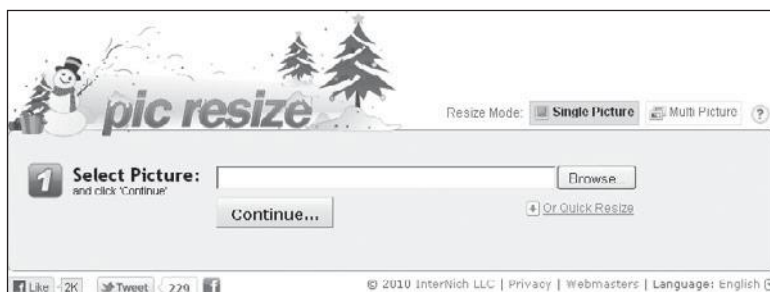 pic resize
Resize Mode: Single Picture Multi Picture ?
1 Select Picture: Browse...
and click 'Continue'
Continue... Or Quick Resize
Like 2K Tweet 229 © 2010 InterNich LLC | Privacy | Webmasters | Language: English